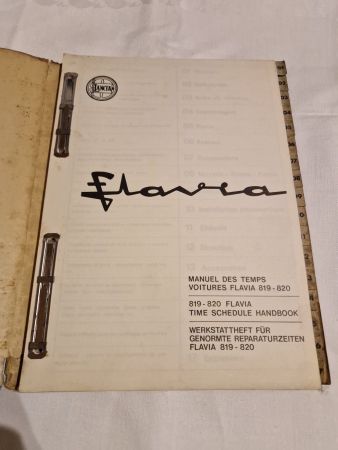 LANCIA
Flavia
MANUEL DES TEMPS
VOITURES FLAVIA 819 - 820
819 - 820 FLAVIA
TIME SCHEDULE HANDBOOK
WERKSTATTHEFT FÜR
GENORMTE REPARATURZEITEN
FLAVIA 819 - 820